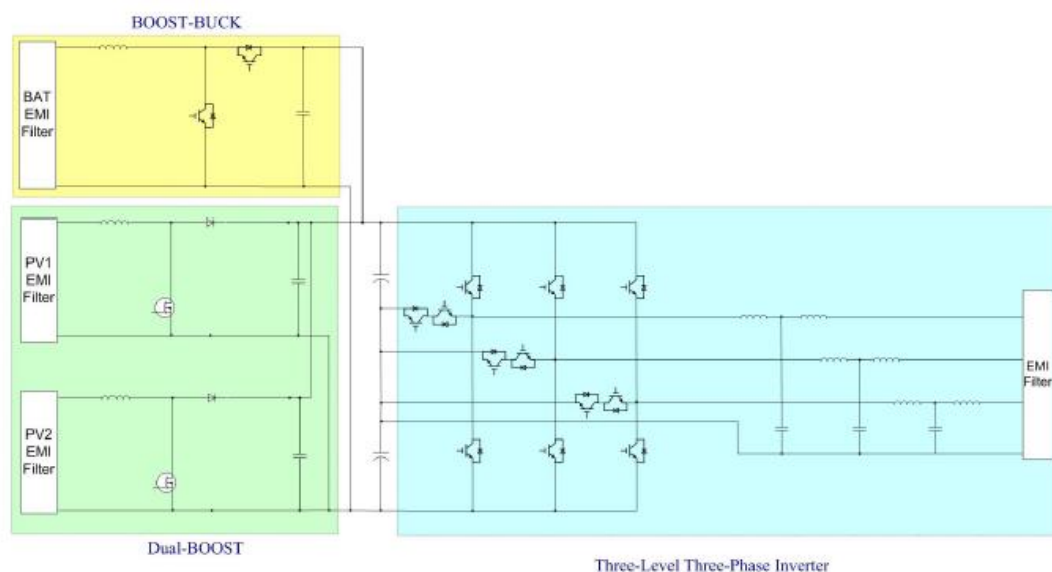 BOOST-BUCK
BAT
EMI
Filter
PV1
EMI
Filter
PV2
EMI
Filter
EMI
Filter
Dual-BOOST
Three-Level Three-Phase Inverter